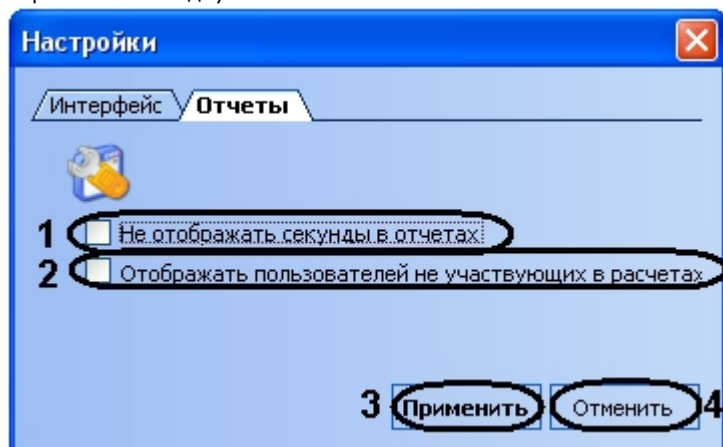 Настройки
Интерфейс Отчеты
1 Не отображать секунды в отчетах
2 Отображать пользователей не участвующих в расчетах
3 Применить Отменить 4